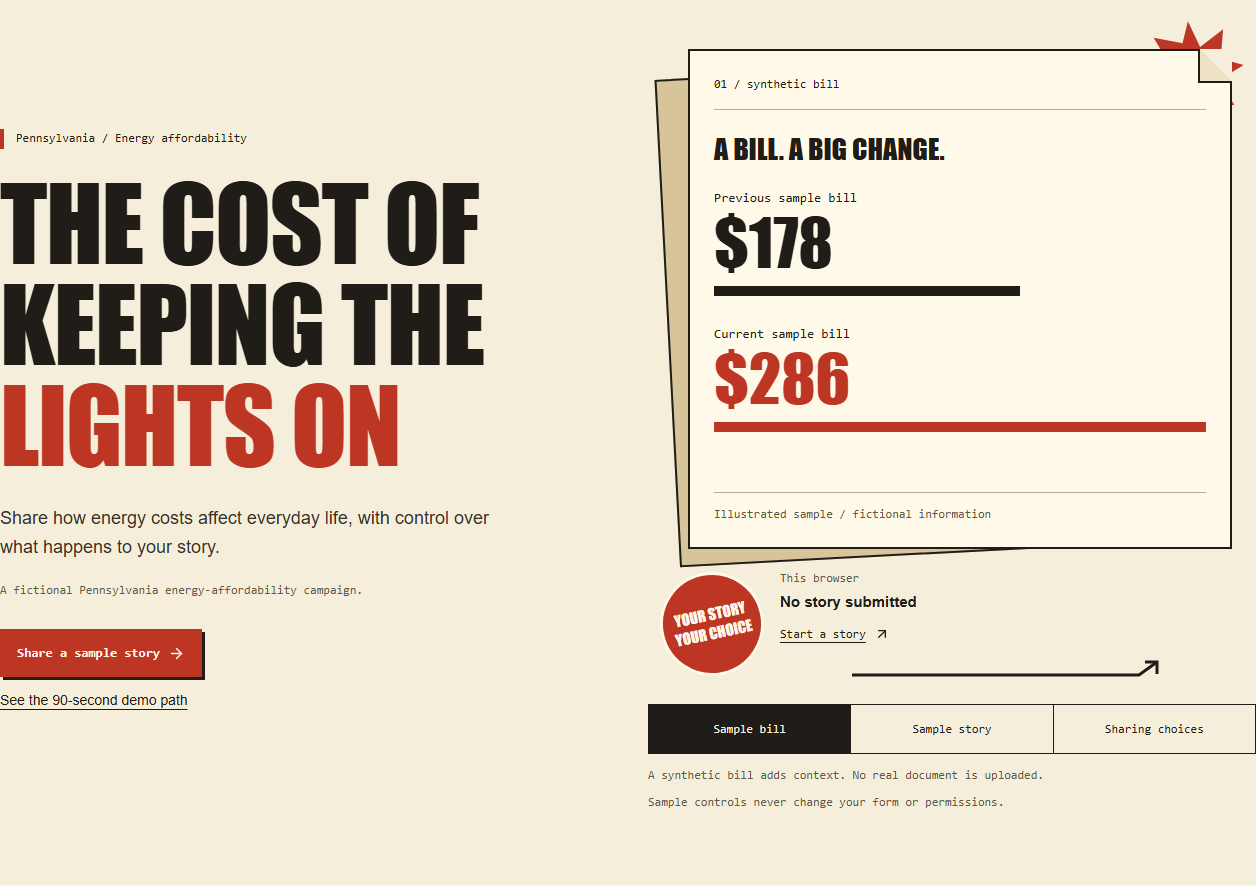 Pennsylvania / Energy affordability
THE COST OF
KEEPING THE
LIGHTS ON
Share how energy costs affect everyday life, with control over
what happens to your story.
A fictional Pennsylvania energy-affordability campaign.
Share a sample story
See the 90-second demo path
01 / synthetic bill
A BILL. A BIG CHANGE.
Previous sample bill
$178
Current sample bill
$286
Illustrated sample / fictional information
YOUR STORY
YOUR CHOICE
This browser
No story submitted
Start a story
Sample bill
Sample story
Sharing choices
A synthetic bill adds context. No real document is uploaded.
Sample controls never change your form or permissions.